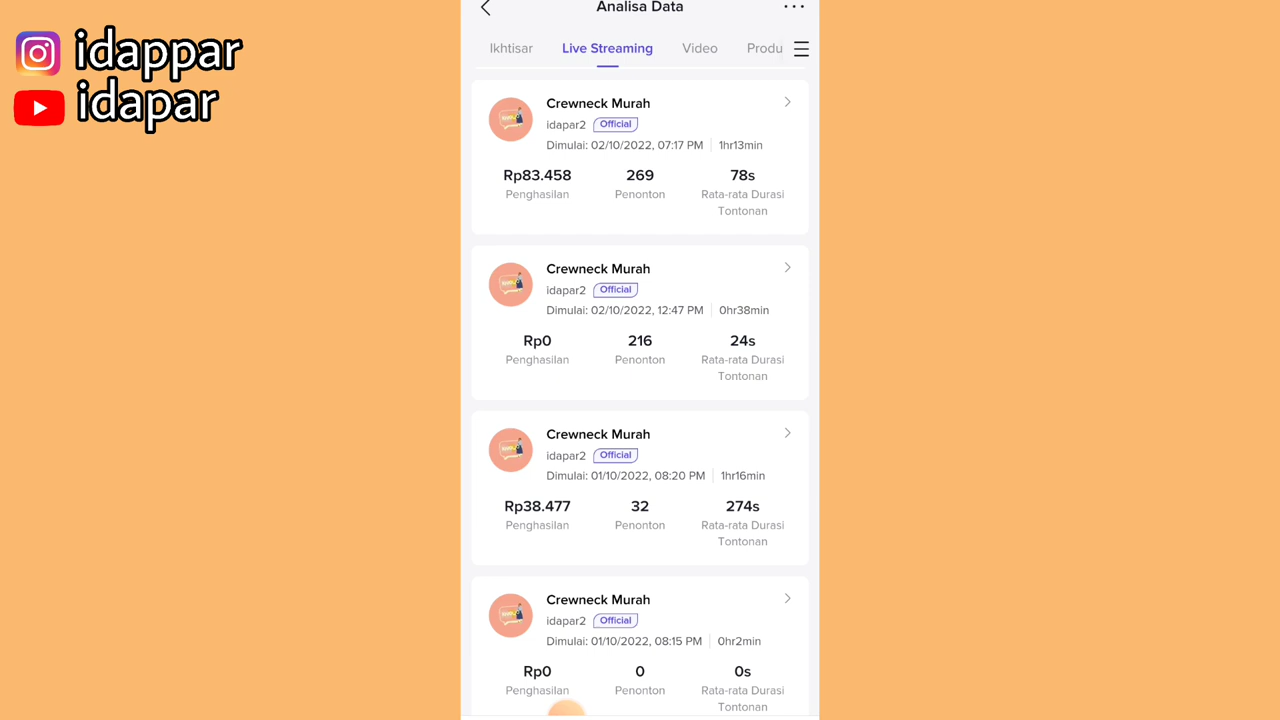 idappar
idapar
Analisa Data
Ikhtisar Live Streaming Video Produ
Crewneck Murah
idapar2 Official
Dimulai: 02/10/2022, 07:17 PM 1hr13min
Rp83.458 269 78s
Penghasilan Penonton Rata-rata Durasi
Tontonan
Crewneck Murah
idapar2 Official
Dimulai: 02/10/2022, 12:47 PM 0hr38min
Rp0 216 24s
Penghasilan Penonton Rata-rata Durasi
Tontonan
Crewneck Murah
idapar2 Official
Dimulai: 01/10/2022, 08:20 PM 1hr16min
Rp38.477 32 274s
Penghasilan Penonton Rata-rata Durasi
Tontonan
Crewneck Murah
idapar2 Official
Dimulai: 01/10/2022, 08:15 PM 0hr2min
Rp0 0 0s
Penghasilan Penonton Rata-rata Durasi
Tontonan